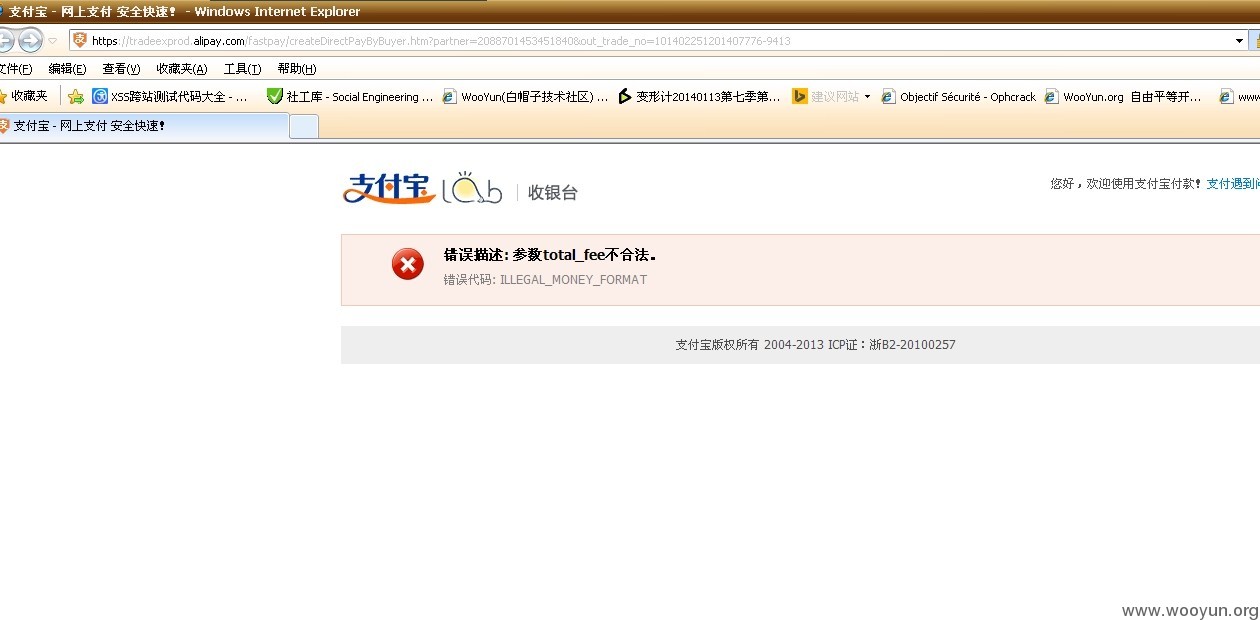 支付宝 - 网上支付 安全快速！ - Windows Internet Explorer
https://tradeexprod.alipay.com/fastpay/createDirectPayByBuyer.htm?partner=2088701453451840&out_trade_no=101402251201407776-9413
文件(F) 编辑(E) 查看(V) 收藏夹(A) 工具(T) 帮助(H)
收藏夹 XSS跨站测试代码大全 - ... 社工库 - Social Engineering ... WooYun(白帽子技术社区) ... 变形计20140113第七季第... 建议网站 Objectif Sécurité - Ophcrack WooYun.org 自由平等开... www
支付宝 - 网上支付 安全快速！
支付宝 lab 收银台
您好，欢迎使用支付宝付款！ 支付遇到问
错误描述: 参数total_fee不合法。
错误代码: ILLEGAL_MONEY_FORMAT
支付宝版权所有 2004-2013 ICP证：浙B2-20100257
www.wooyun.org